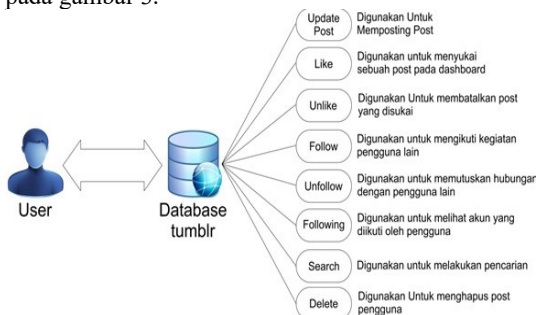 pada gambar 3.
Update
Post
Digunakan Untuk
Memposting Post
Like
Digunakan untuk menyukai
sebuah post pada dashboard
Unlike
Digunakan Untuk membatalkan post
yang disukai
Follow
Digunakan untuk mengikuti kegiatan
pengguna lain
Unfollow
Digunakan untuk memutuskan hubungan
dengan pengguna lain
Following
Digunakan untuk melihat akun yang
diikuti oleh pengguna
Search
Digunakan untuk melakukan pencarian
Delete
Digunakan Untuk menghapus post
pengguna
User
Database
tumblr